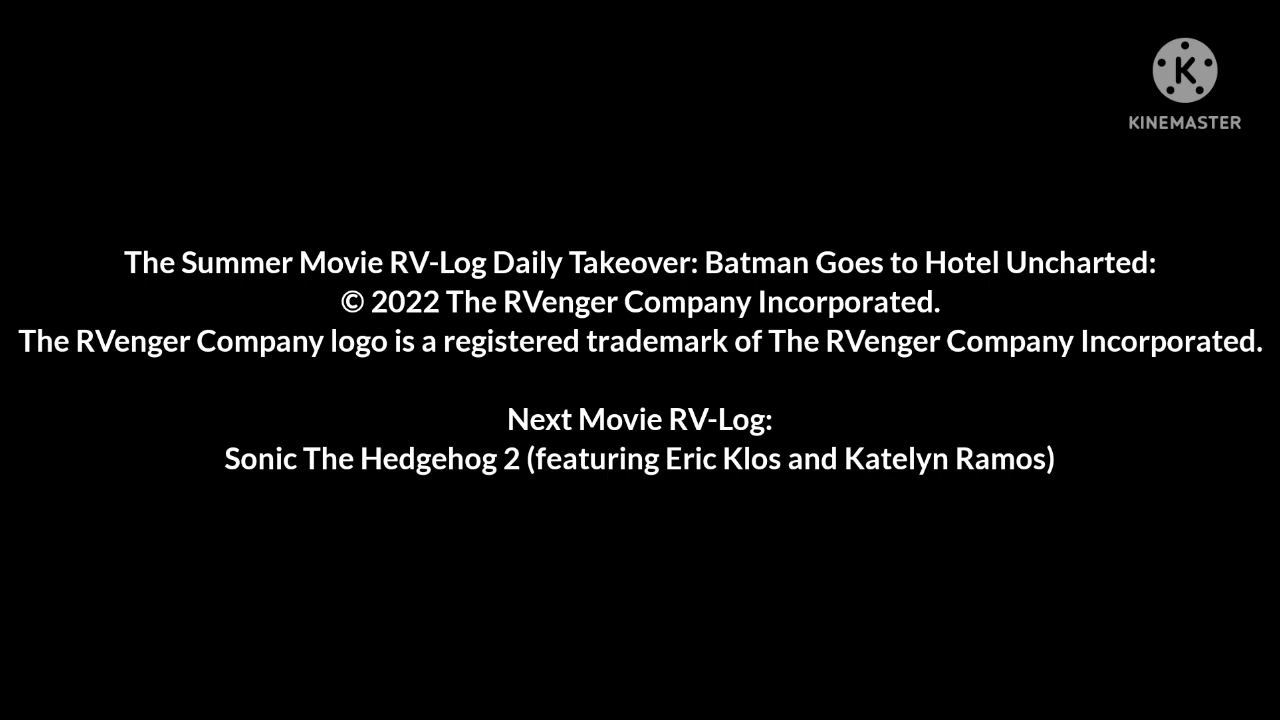 K
KINEMASTER
The Summer Movie RV-Log Daily Takeover: Batman Goes to Hotel Uncharted:
© 2022 The RVenger Company Incorporated.
The RVenger Company logo is a registered trademark of The RVenger Company Incorporated.
Next Movie RV-Log:
Sonic The Hedgehog 2 (featuring Eric Klos and Katelyn Ramos)